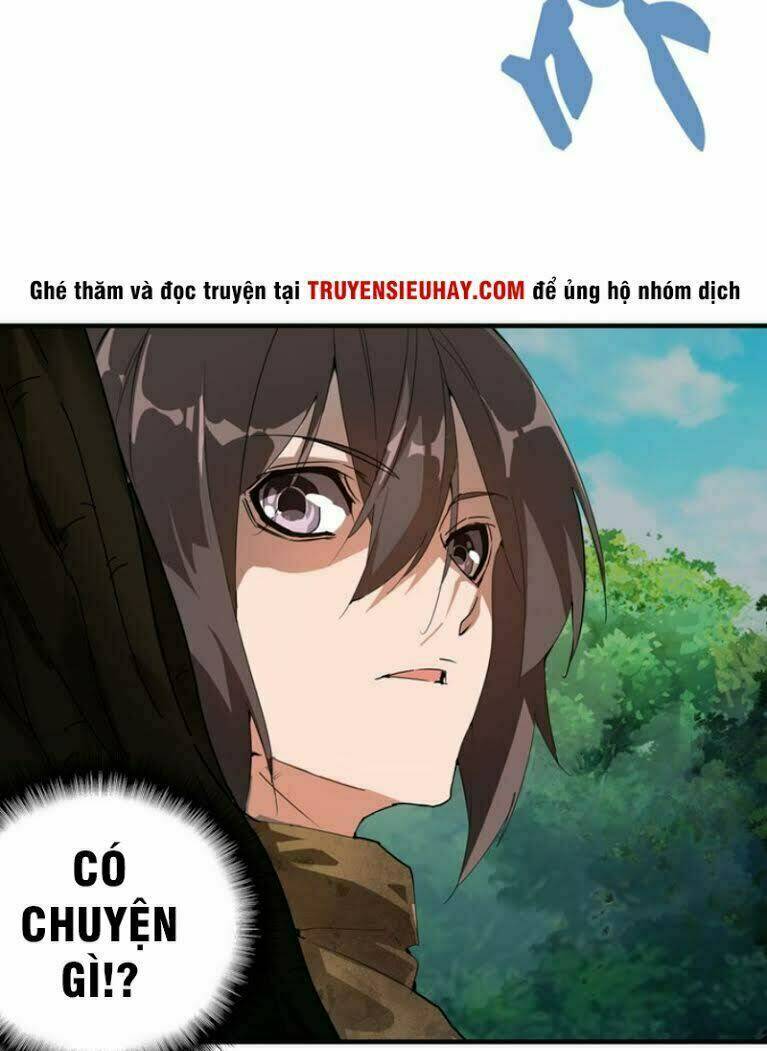 Ghé thăm và đọc truyện tại TRUYENSIEUHAY.COM để ủng hộ nhóm dịch
CÓ
CHUYỆN
GÌ!?